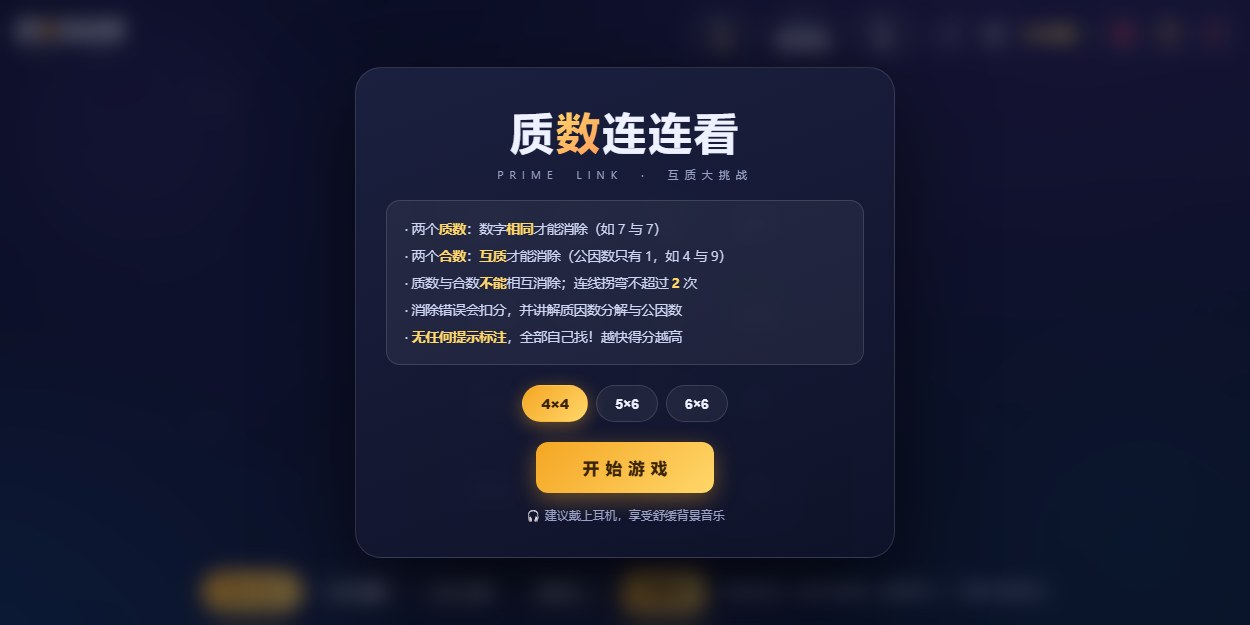 质数连连看
PRIME LINK · 互质大挑战
· 两个质数：数字相同才能消除（如 7 与 7）
· 两个合数：互质才能消除（公因数只有 1，如 4 与 9）
· 质数与合数不能相互消除；连线拐弯不超过 2 次
· 消除错误会扣分，并讲解质因数分解与公因数
· 无任何提示标注，全部自己找！越快得分越高
4×4 5×6 6×6
开始游戏
🎧 建议戴上耳机，享受舒缓背景音乐